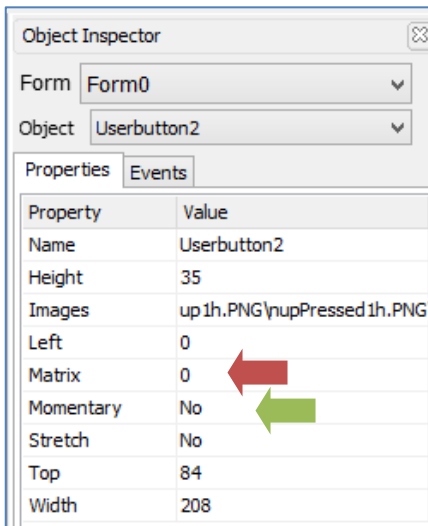 Object Inspector
Form Form0
Object Userbutton2
Properties Events
Property Value
Name Userbutton2
Height 35
Images up1h.PNG\nupPressed1h.PNG
Left 0
Matrix 0
Momentary No
Stretch No
Top 84
Width 208